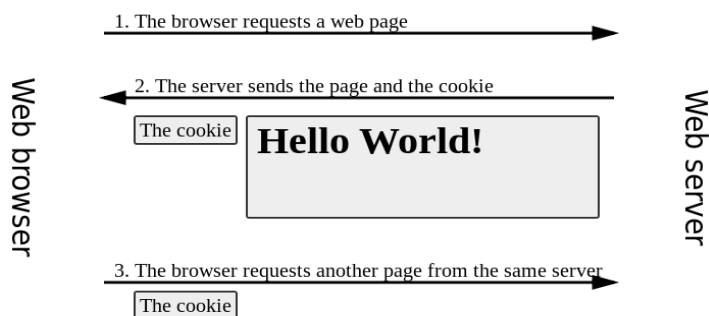 1. The browser requests a web page
2. The server sends the page and the cookie
Web browser
Web server
The cookie
Hello World!
3. The browser requests another page from the same server
The cookie